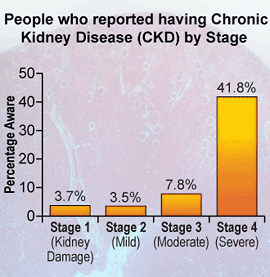 People who reported having Chronic
Kidney Disease (CKD) by Stage
Percentage Aware
50
40
30
20
10
0
3.7%
3.5%
7.8%
41.8%
Stage 1 Stage 2 Stage 3 Stage 4
(Kidney (Mild) (Moderate) (Severe)
Damage)